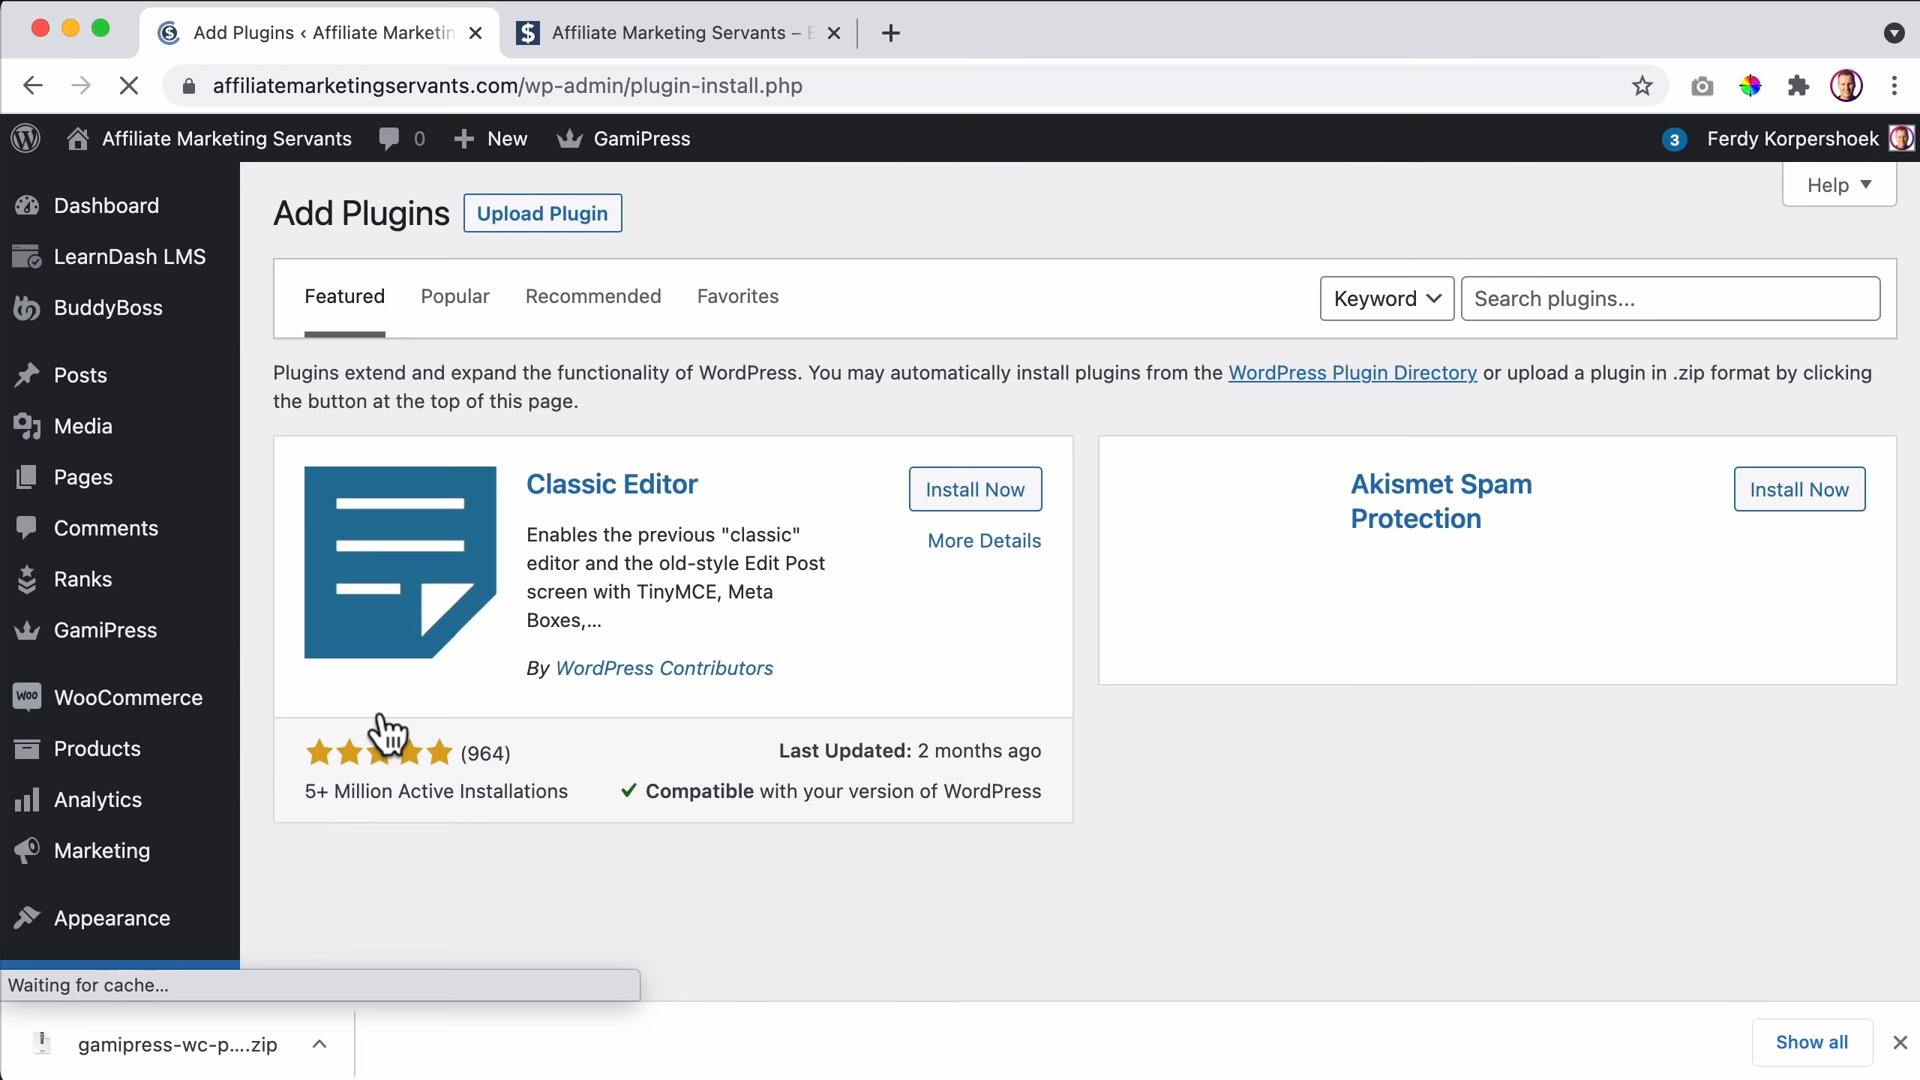 Add Plugins ‹ Affiliate Marketin
Affiliate Marketing Servants –
affiliatemarketingservants.com/wp-admin/plugin-install.php
Affiliate Marketing Servants
0
New
GamiPress
3
Ferdy Korpershoek
Dashboard
LearnDash LMS
BuddyBoss
Posts
Media
Pages
Comments
Ranks
GamiPress
WOO
WooCommerce
Products
Analytics
Marketing
Appearance
Waiting for cache...
Help
Add Plugins
Upload Plugin
Featured
Popular
Recommended
Favorites
Keyword
Search plugins...
Plugins extend and expand the functionality of WordPress. You may automatically install plugins from the WordPress Plugin Directory or upload a plugin in .zip format by clicking
the button at the top of this page.
Classic Editor
Install Now
More Details
Enables the previous "classic"
editor and the old-style Edit Post
screen with TinyMCE, Meta
Boxes,...
By WordPress Contributors
(964)
Last Updated: 2 months ago
5+ Million Active Installations
Compatible with your version of WordPress
Akismet Spam
Protection
Install Now
gamipress-wc-p....zip
Show all